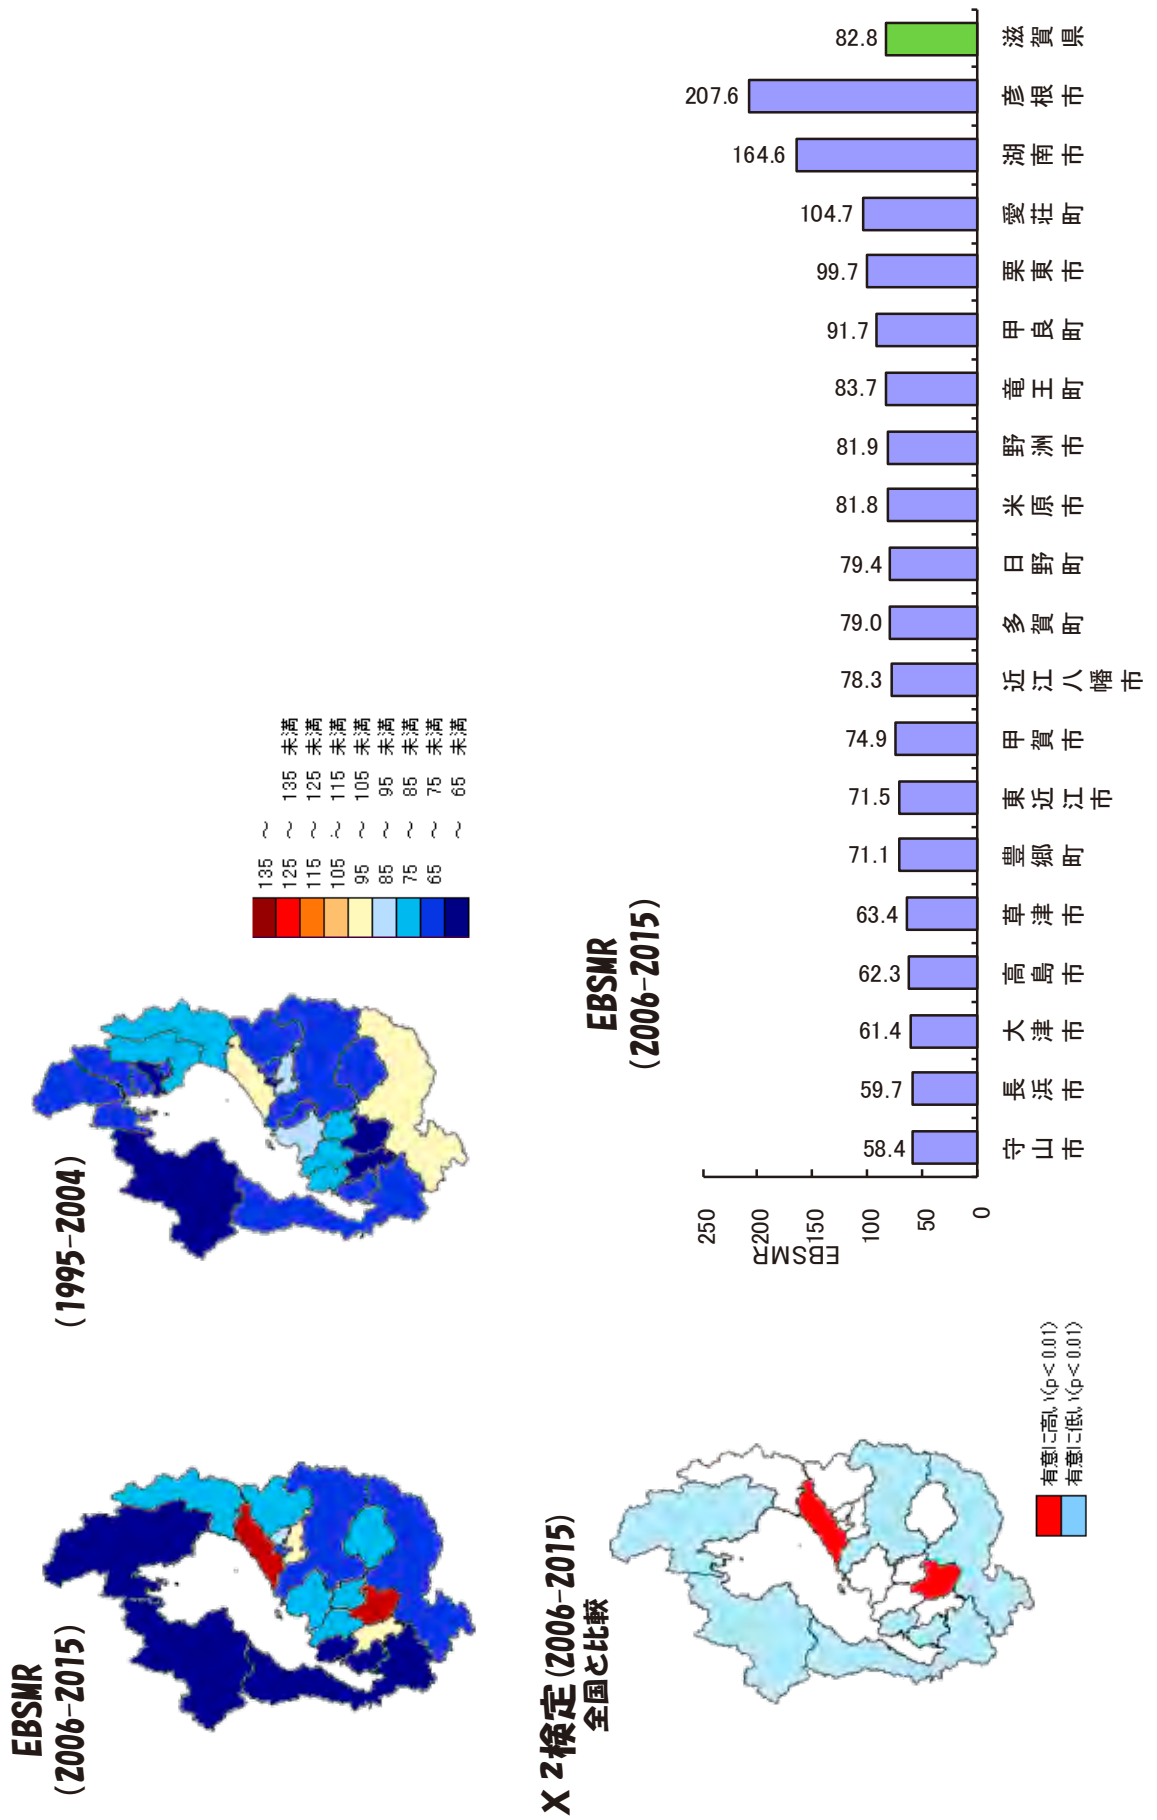 EBSMR
(2006-2015)
(1995-2004)
135 ～
125 ～ 135 未満
115 ～ 125 未満
105 ～ 115 未満
95 ～ 105 未満
85 ～ 95 未満
75 ～ 85 未満
65 ～ 75 未満
～ 65 未満
X²検定(2006-2015)
全国と比較
有意に高い(p<0.01)
有意に低い(p<0.01)
EBSMR
(2006-2015)
EBSMR
250
200
150
100
50
0
58.4
59.7
61.4
62.3
63.4
71.1
71.5
74.9
78.3
79.0
79.4
81.8
81.9
83.7
91.7
99.7
104.7
164.6
207.6
82.8
守山市
長浜市
大津市
高島市
草津市
豊郷町
東近江市
甲賀市
近江八幡市
多賀町
日野町
米原市
野洲市
竜王町
甲良町
栗東市
愛荘町
湖南市
彦根市
滋賀県